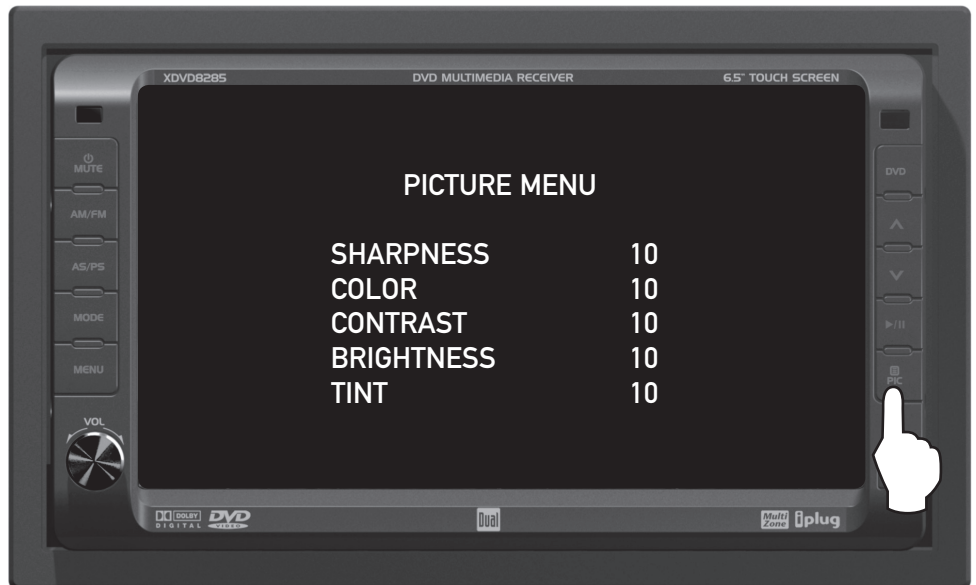 XDVD8285 DVD MULTIMEDIA RECEIVER 6.5" TOUCH SCREEN
MUTE
AM/FM
AS/PS
MODE
MENU
VOL
PICTURE MENU
SHARPNESS 10
COLOR 10
CONTRAST 10
BRIGHTNESS 10
TINT 10
DVD
PIC
DOLBY DIGITAL DVD VIDEO Dual Multi Zone iplug